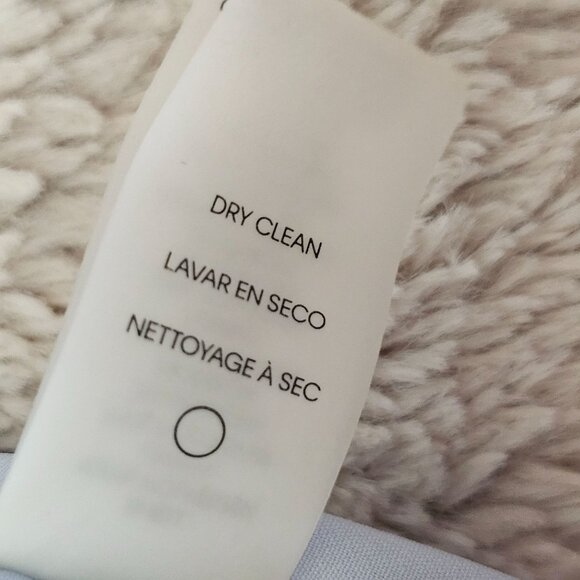 DRY CLEAN
LAVAR EN SECO
NETTOYAGE À SEC